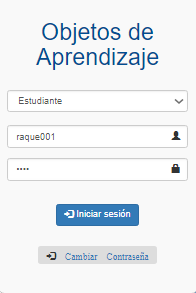 Objetos de
Aprendizaje
Estudiante
raque001
••••
Iniciar sesión
Cambiar Contraseña